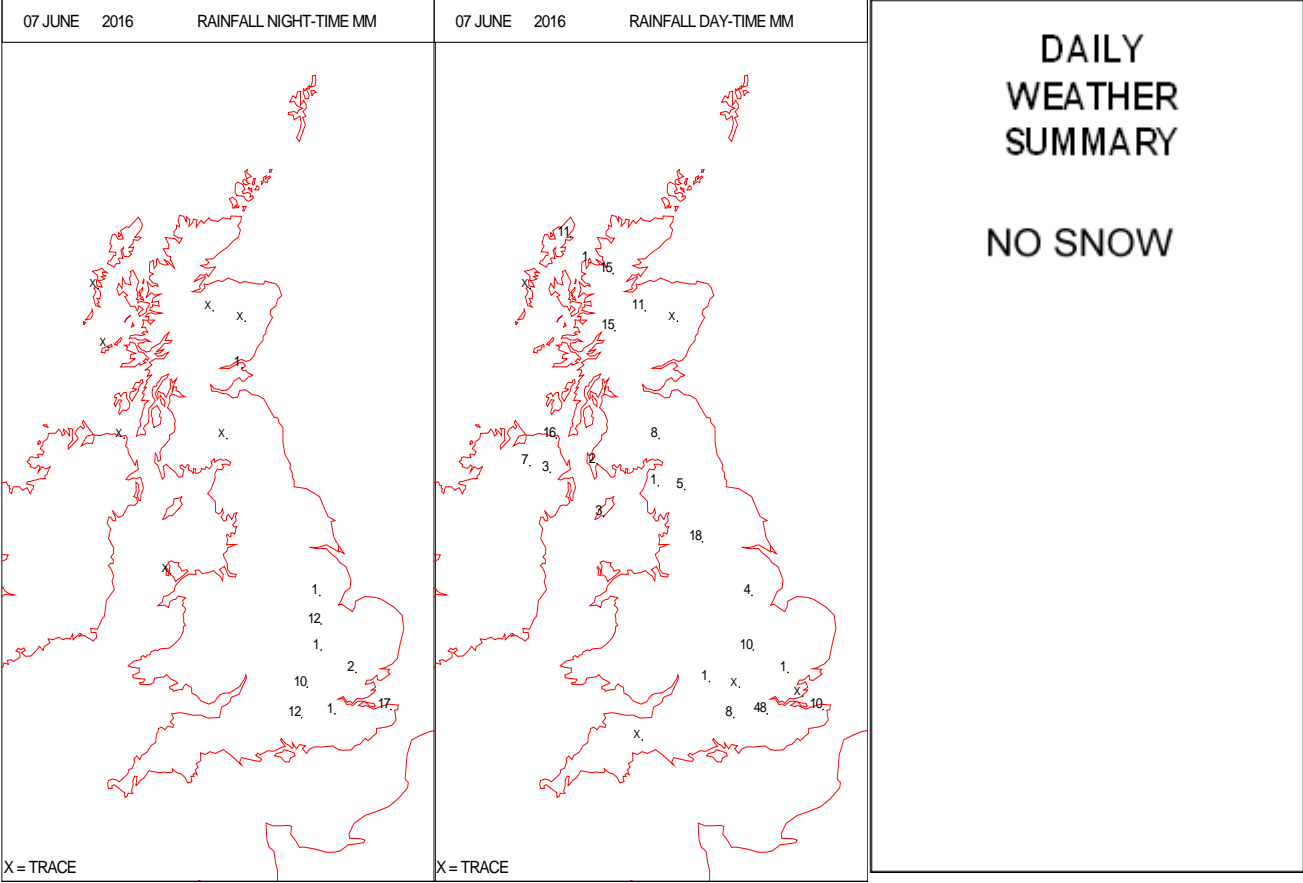 07 JUNE 2016 RAINFALL NIGHT-TIME MM
X
X
X
X
1
X
X
X
1
12
1
2
10
17
12
1
X = TRACE
07 JUNE 2016 RAINFALL DAY-TIME MM
11
1
15
X
11
X
15
16
8
7
3
2
1
5
3
18
4
10
1
1
X
X
10
8
48
X
X = TRACE
DAILY
WEATHER
SUMMARY
NO SNOW